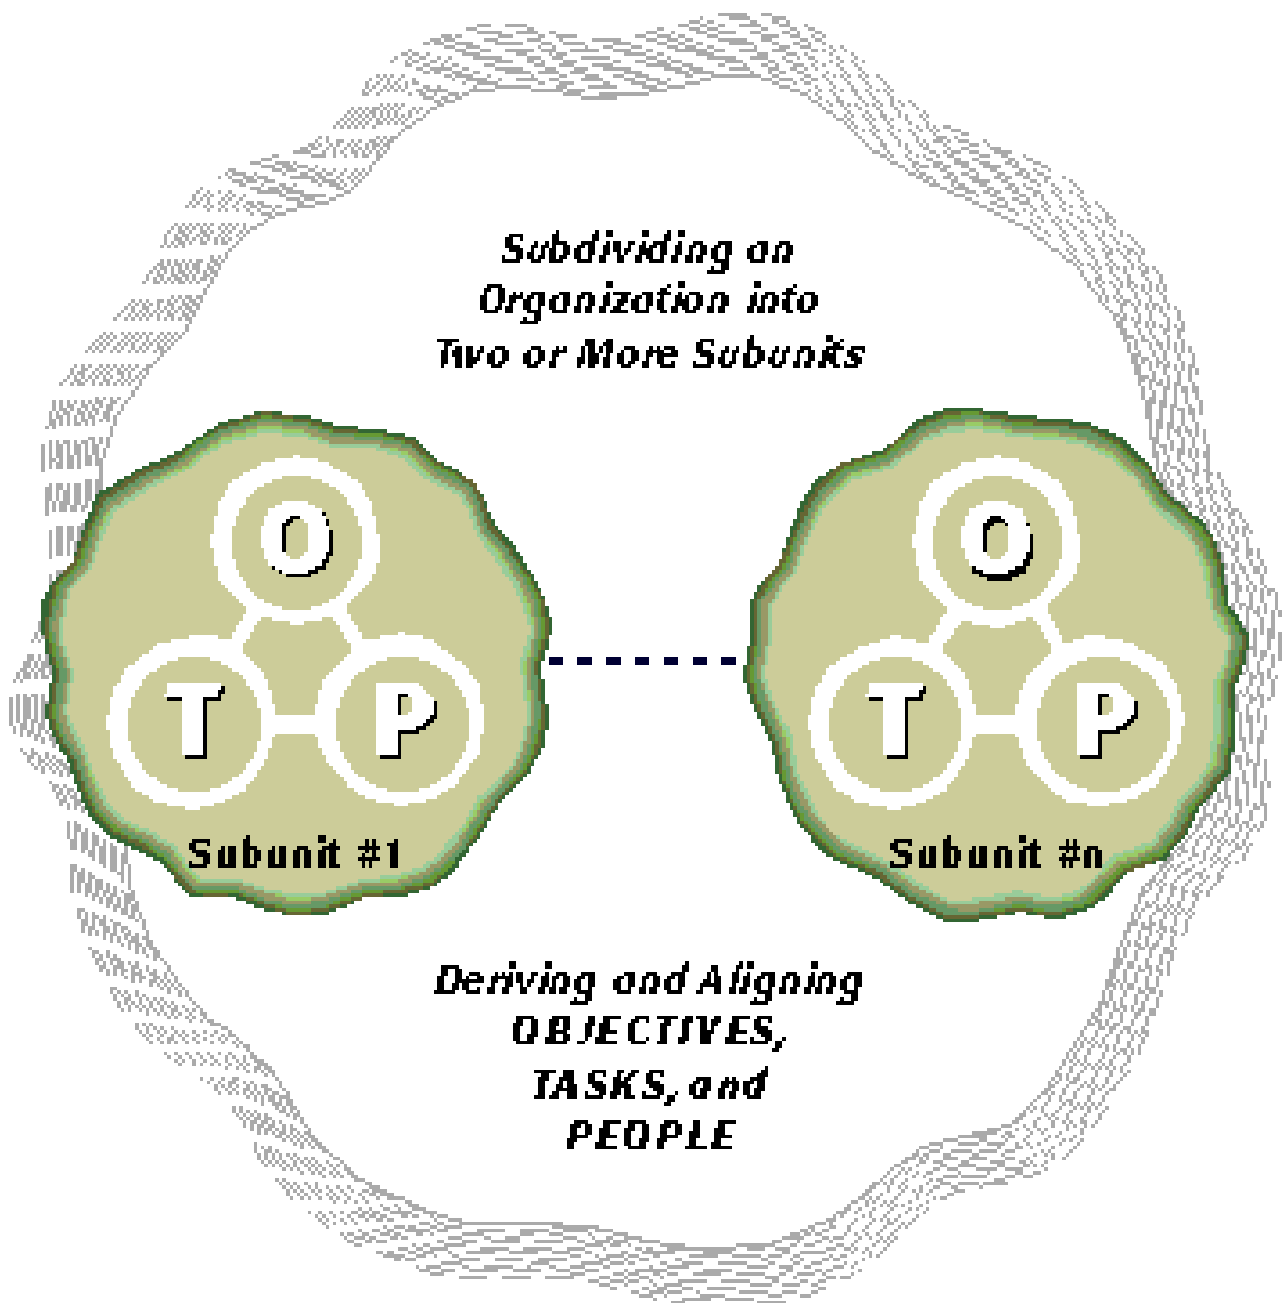 Subdividing an
Organization into
Two or More Subunits
O
T P
Subunit #1
O
T P
Subunit #n
Deriving and Aligning
OBJECTIVES,
TASKS, and
PEOPLE